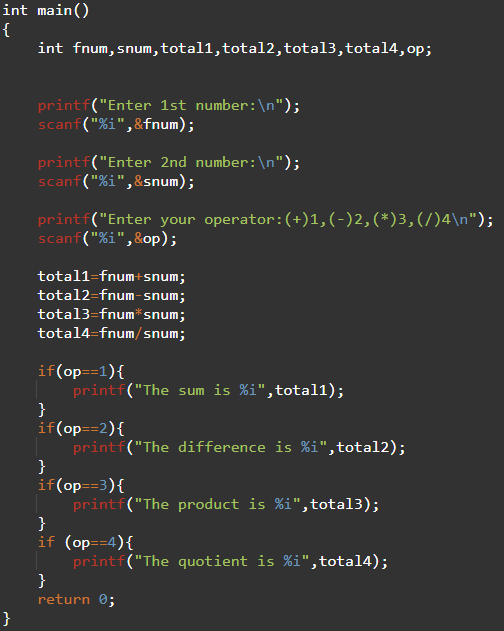 int main()
{
    int fnum,snum,total1,total2,total3,total4,op;
    printf("Enter 1st number:\n");
    scanf("%i",&fnum);
    printf("Enter 2nd number:\n");
    scanf("%i",&snum);
    printf("Enter your operator:(+)1,(-)2,(*)3,(/)4\n");
    scanf("%i",&op);
    total1=fnum+snum;
    total2=fnum-snum;
    total3=fnum*snum;
    total4=fnum/snum;
    if(op==1){
        printf("The sum is %i",total1);
    }
    if(op==2){
        printf("The difference is %i",total2);
    }
    if(op==3){
        printf("The product is %i",total3);
    }
    if (op==4){
        printf("The quotient is %i",total4);
    }
    return 0;
}